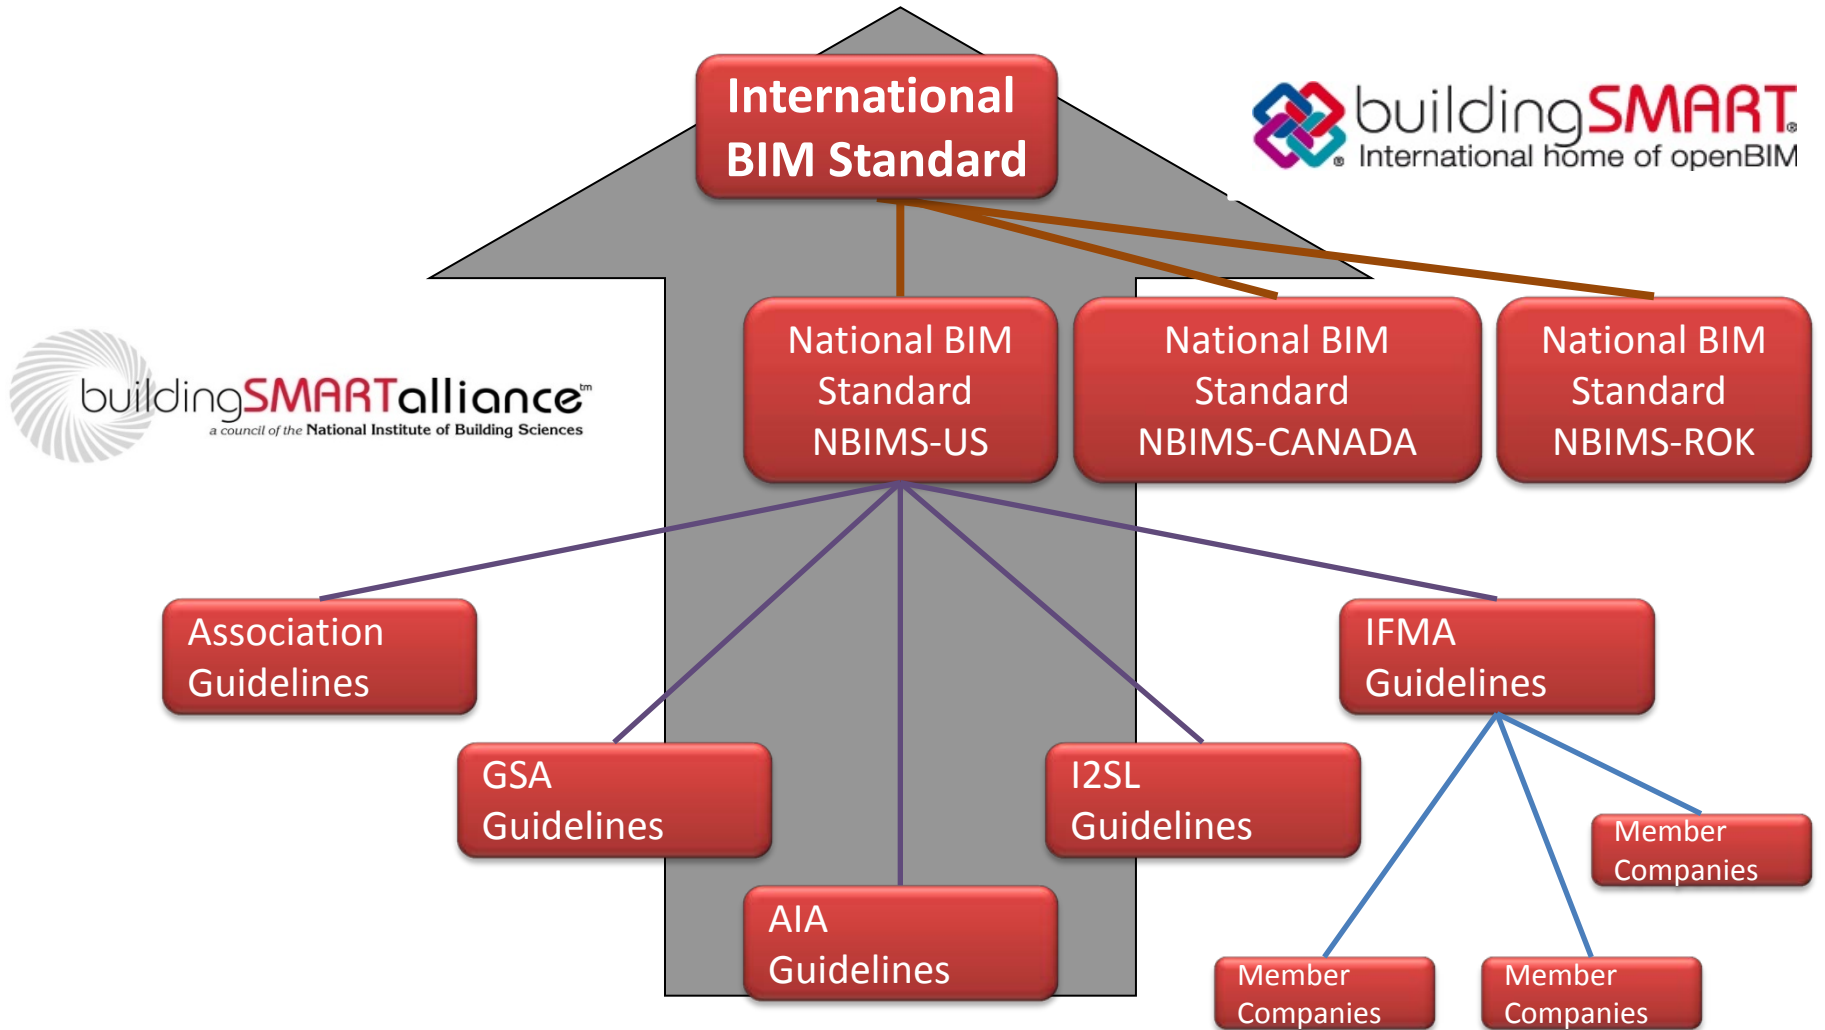 International
BIM Standard
buildingSMART®
® International home of openBIM
National BIM
Standard
NBIMS-US
National BIM
Standard
NBIMS-CANADA
National BIM
Standard
NBIMS-ROK
buildingSMARTalliance™
a council of the National Institute of Building Sciences
Association
Guidelines
IFMA
Guidelines
GSA
Guidelines
I2SL
Guidelines
Member
Companies
AIA
Guidelines
Member
Companies
Member
Companies